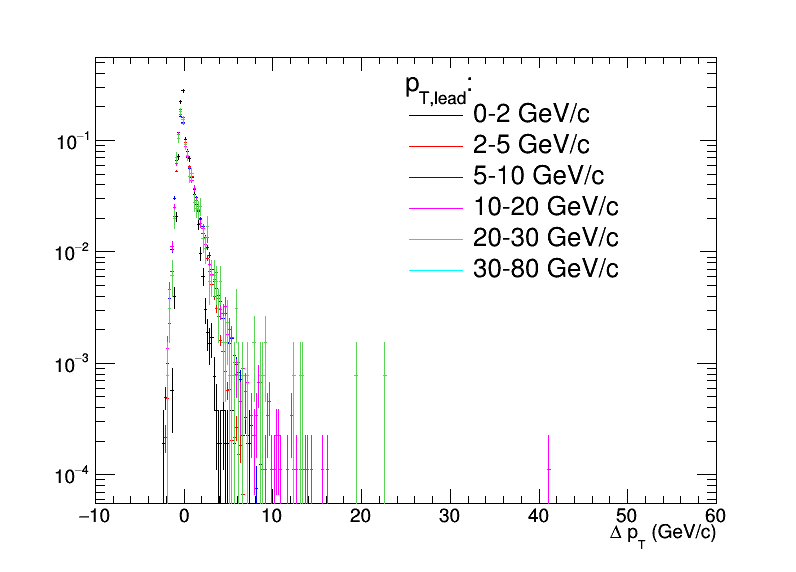 p_T,lead:
0-2 GeV/c
2-5 GeV/c
5-10 GeV/c
10-20 GeV/c
20-30 GeV/c
30-80 GeV/c
10⁻¹
10⁻²
10⁻³
10⁻⁴
−10 0 10 20 30 40 50 60
Δ p_T (GeV/c)